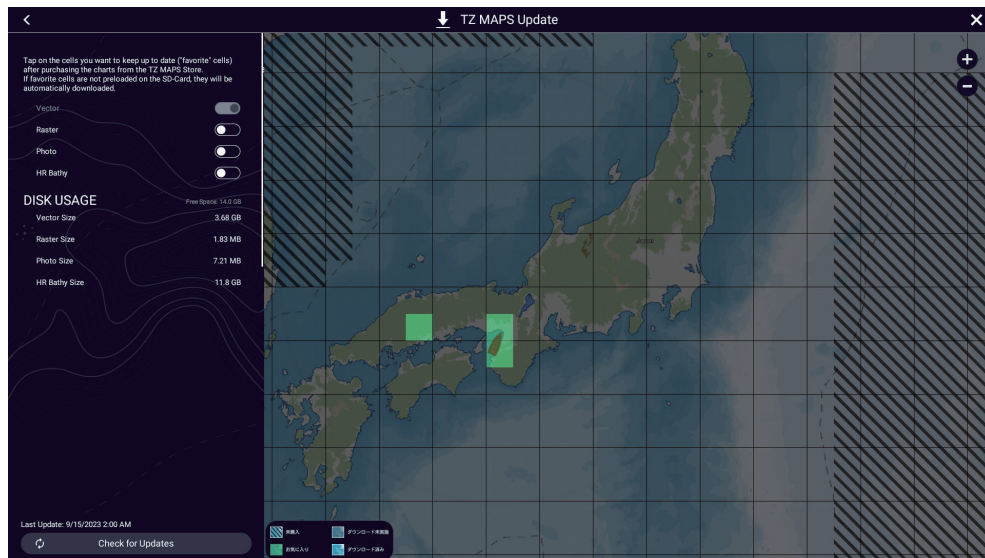 TZ MAPS Update
Tap on the cells you want to keep up to date ("favorite" cells)
after purchasing the charts from the TZ MAPS Store.
If favorite cells are not preloaded on the SD-Card, they will be
automatically downloaded.
Vector
Raster
Photo
HR Bathy
DISK USAGE Free Space: 14.0 GB
Vector Size 3.68 GB
Raster Size 1.83 MB
Photo Size 7.21 MB
HR Bathy Size 11.8 GB
Japan
Last Update: 9/15/2023 2:00 AM
Check for Updates
未購入 ダウンロード未実施
お気に入り ダウンロード済み